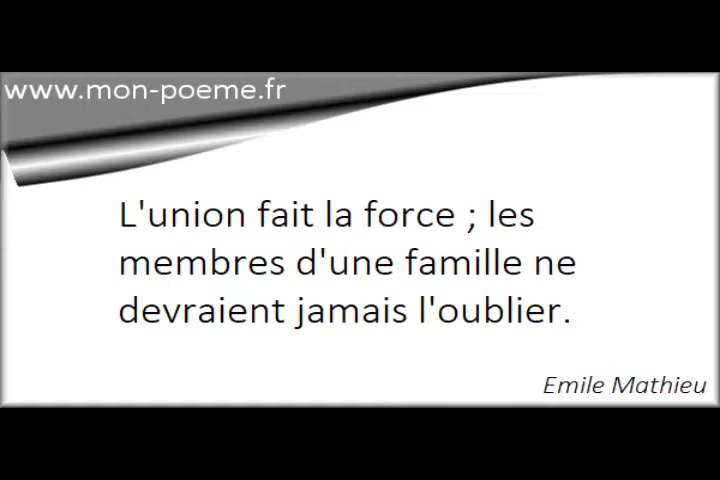 www.mon-poeme.fr
L'union fait la force ; les
membres d'une famille ne
devraient jamais l'oublier.
Emile Mathieu